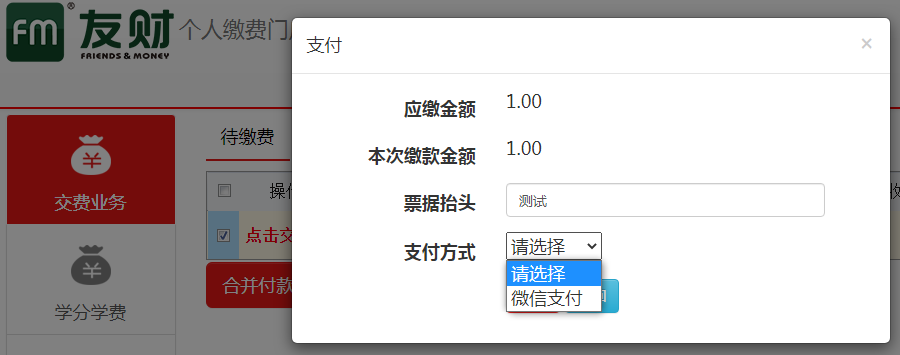 fm®
友财
FRIENDS & MONEY
个人缴费门户
交费业务
学分学费
待缴费
操作
点击交
合并付款
支付
×
应缴金额 1.00
本次缴款金额 1.00
票据抬头 测试
支付方式 请选择
请选择
微信支付